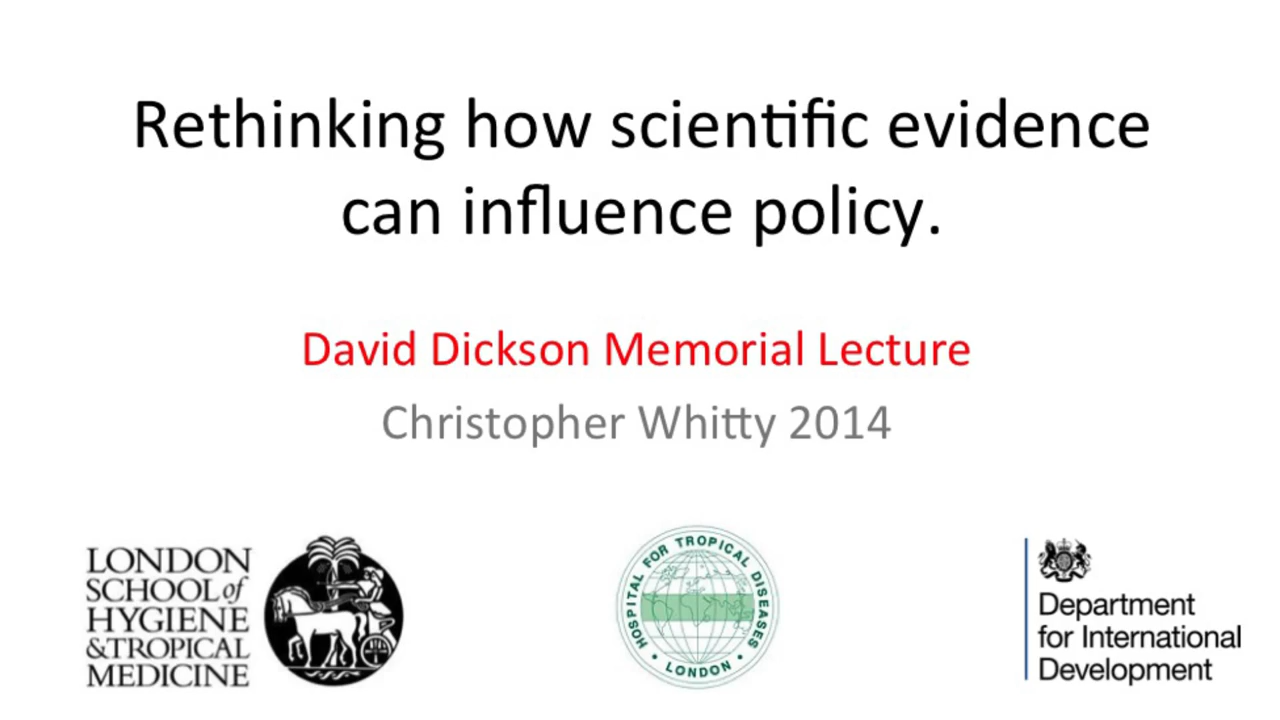 Rethinking how scientific evidence
can influence policy.
David Dickson Memorial Lecture
Christopher Whitty 2014
LONDON
SCHOOL of
HYGIENE
&TROPICAL
MEDICINE
HOSPITAL FOR TROPICAL DISEASES
• LONDON •
Department
for International
Development